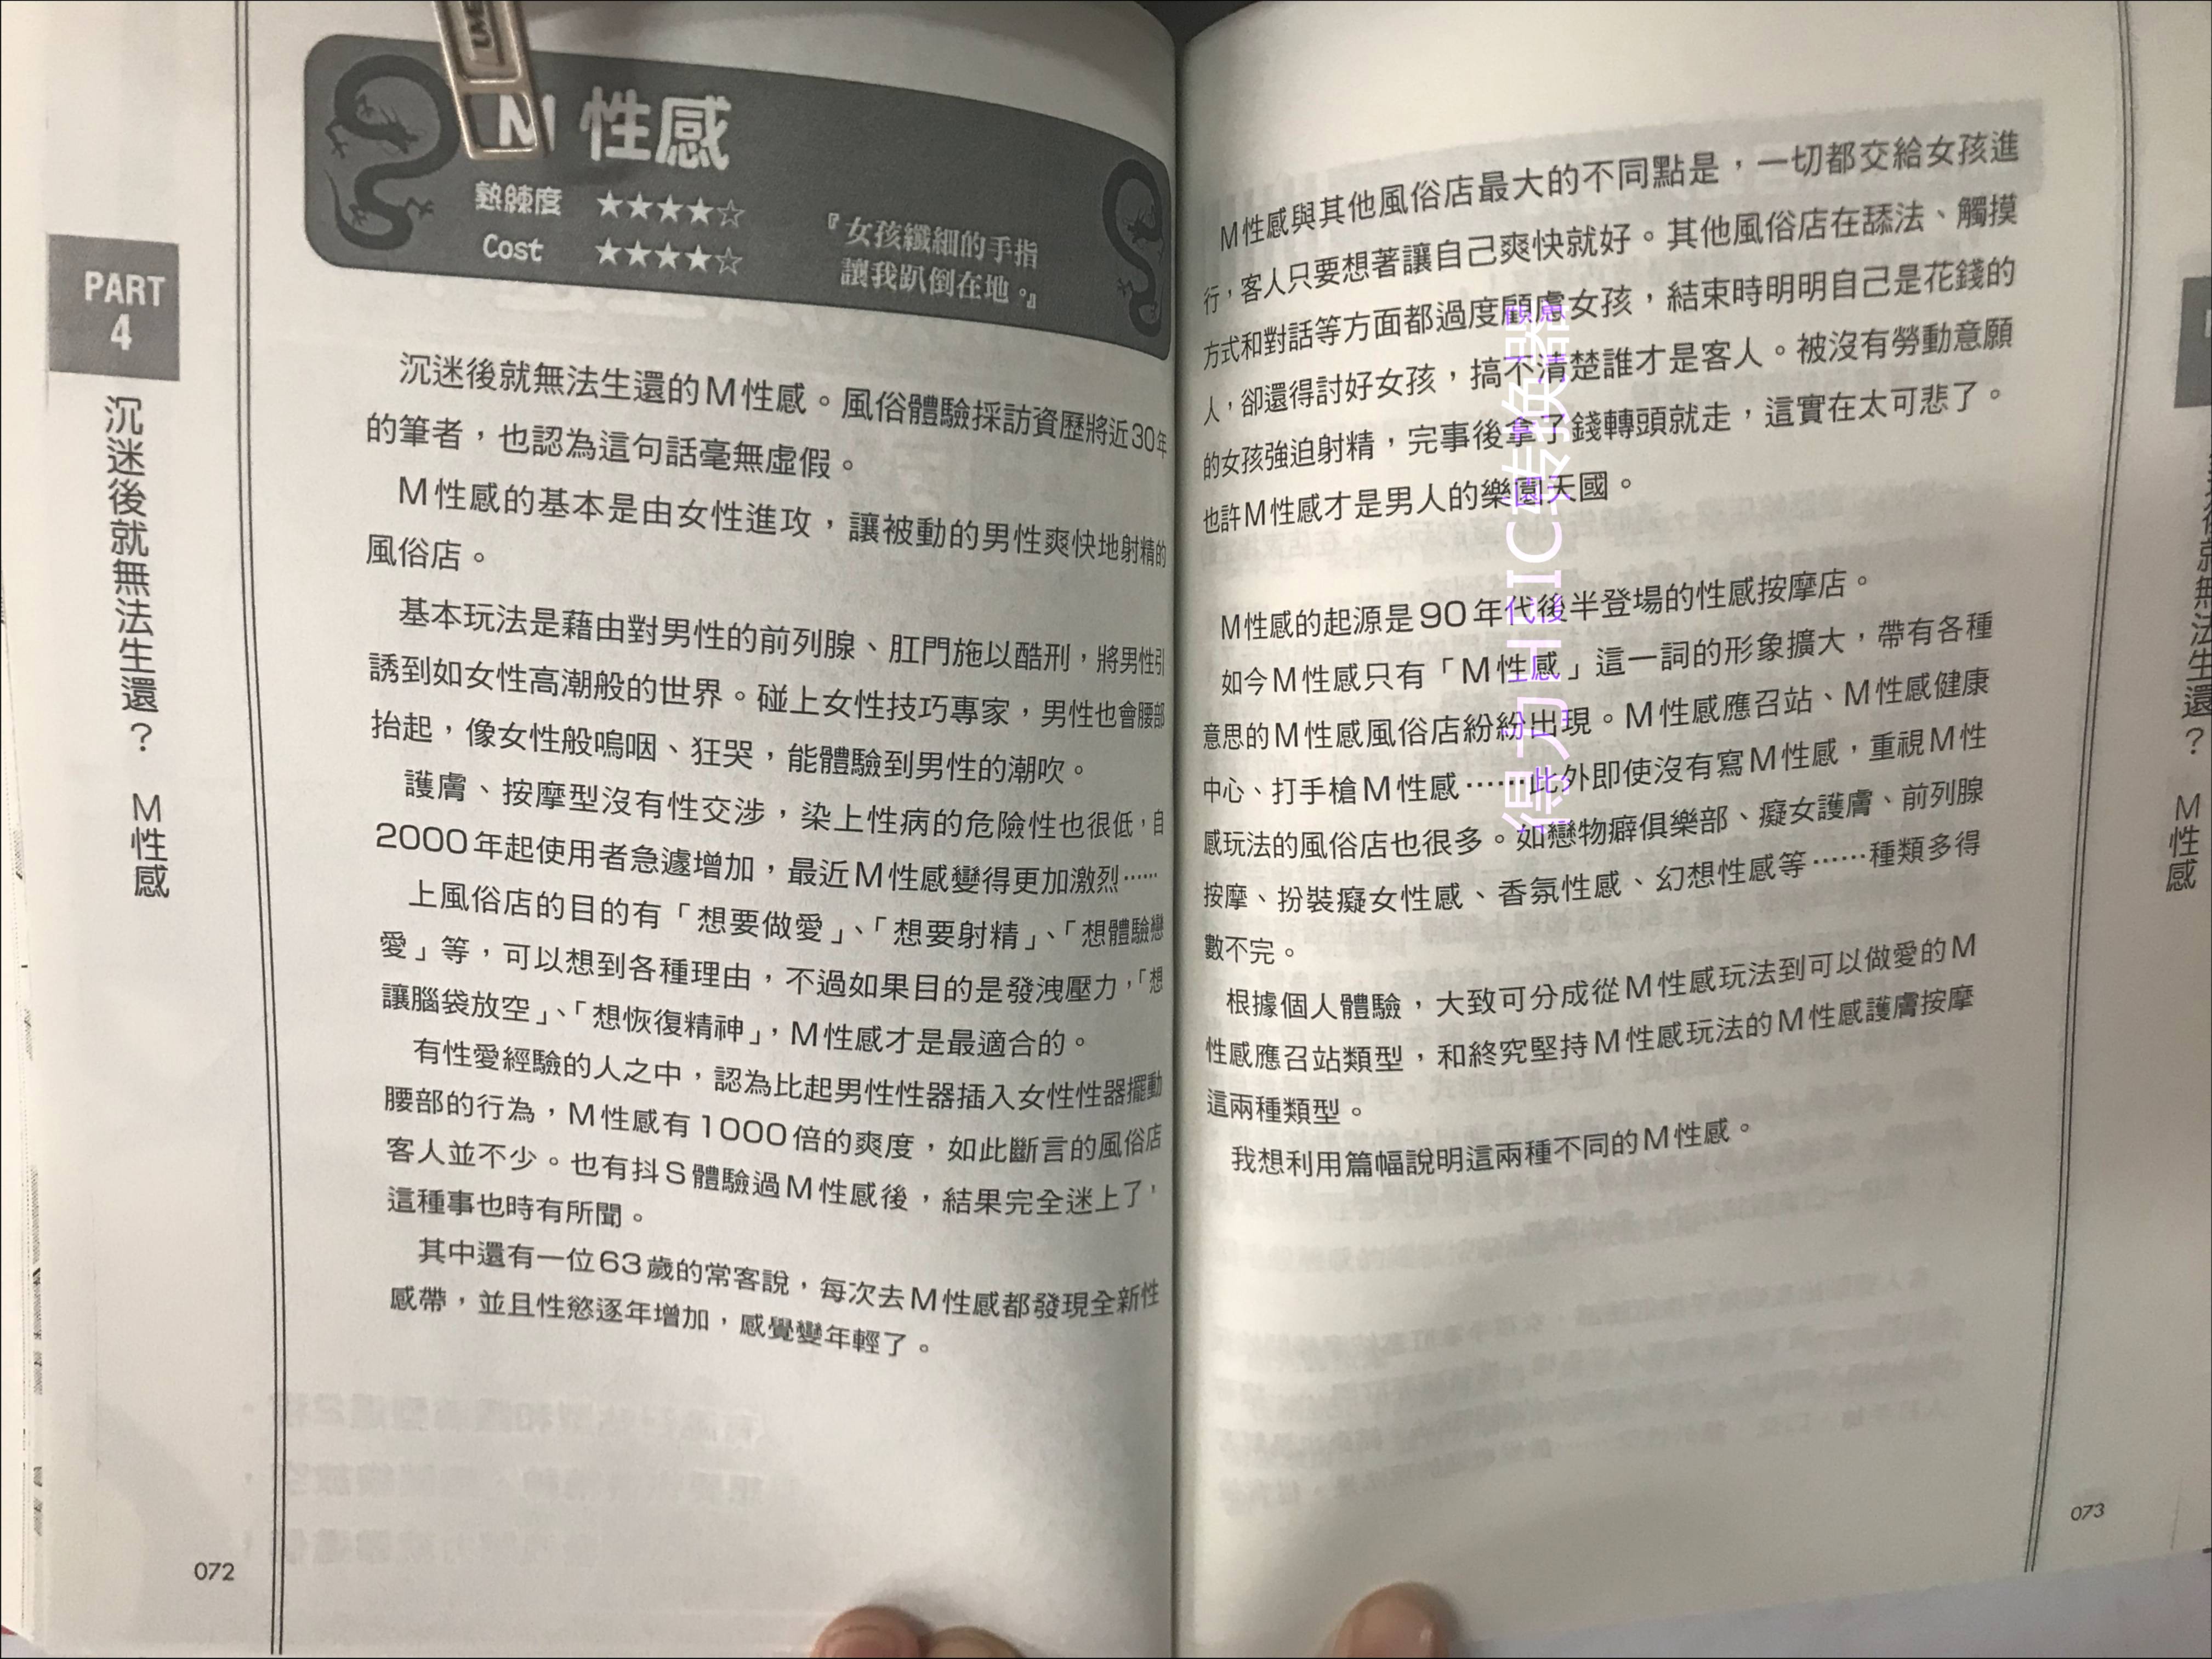 PART
4
沉迷後就無法生還?
M性感
072
M性感
熱線度 ★★★★☆
Cost ★★★★☆
『女孩纖細的手指
讓我趴倒在地。』
沉迷後就無法生還的M性感。風俗體驗採訪資歷將近30年
的筆者,也認為這句話毫無虛假。
M性感的基本是由女性進攻,讓被動的男性爽快地射精的
風俗店。
基本玩法是藉由對男性的前列腺、肛門施以酷刑,將男性引
誘到如女性高潮般的世界。碰上女性技巧專家,男性也會腰部
抬起,像女性般嗚咽、狂哭,能體驗到男性的潮吹。
護膚、按摩型沒有性交涉,染上性病的危險性也很低,自
2000年起使用者急遽增加,最近M性感變得更加激烈……
上風俗店的目的有「想要做愛」、「想要射精」、「想體驗戀
愛」等,可以想到各種理由,不過如果目的是發洩壓力,「想
讓腦袋放空」、「想恢復精神」,M性感才是最適合的。
有性愛經驗的人之中,認為比起男性性器插入女性性器擺動
腰部的行為,M性感有1000倍的爽度,如此斷言的風俗店
客人並不少。也有抖S體驗過M性感後,結果完全迷上了,
這種事也時有所聞。
其中還有一位63歲的常客說,每次去M性感都發現全新性
感帶,並且性慾逐年增加,感覺變年輕了。
M性感與其他風俗店最大的不同點是,一切都交給女孩進
行,客人只要想著讓自己爽快就好。其他風俗店在舔法、觸摸
方式和對話等方面都過度顧慮女孩,結束時明明自己是花錢的
人,卻還得討好女孩,搞不清楚誰才是客人。被沒有勞動意願
的女孩強迫射精,完事後拿了錢轉頭就走,這實在太可悲了。
也許M性感才是男人的樂園天國。
M性感的起源是90年代後半登場的性感按摩店。
如今M性感只有「M性感」這一詞的形象擴大,帶有各種
意思的M性感風俗店紛紛出現。M性感應召站、M性感健康
中心、打手槍M性感……此外即使沒有寫M性感,重視M性
感玩法的風俗店也很多。如戀物癖俱樂部、癡女護膚、前列腺
按摩、扮裝癡女性感、香氛性感、幻想性感等……種類多得
數不完。
根據個人體驗,大致可分成從M性感玩法到可以做愛的M
性感應召站類型,和終究堅持M性感玩法的M性感護膚按摩
這兩種類型。
我想利用篇幅說明這兩種不同的M性感。
073
M性感
得力HEIC转换器